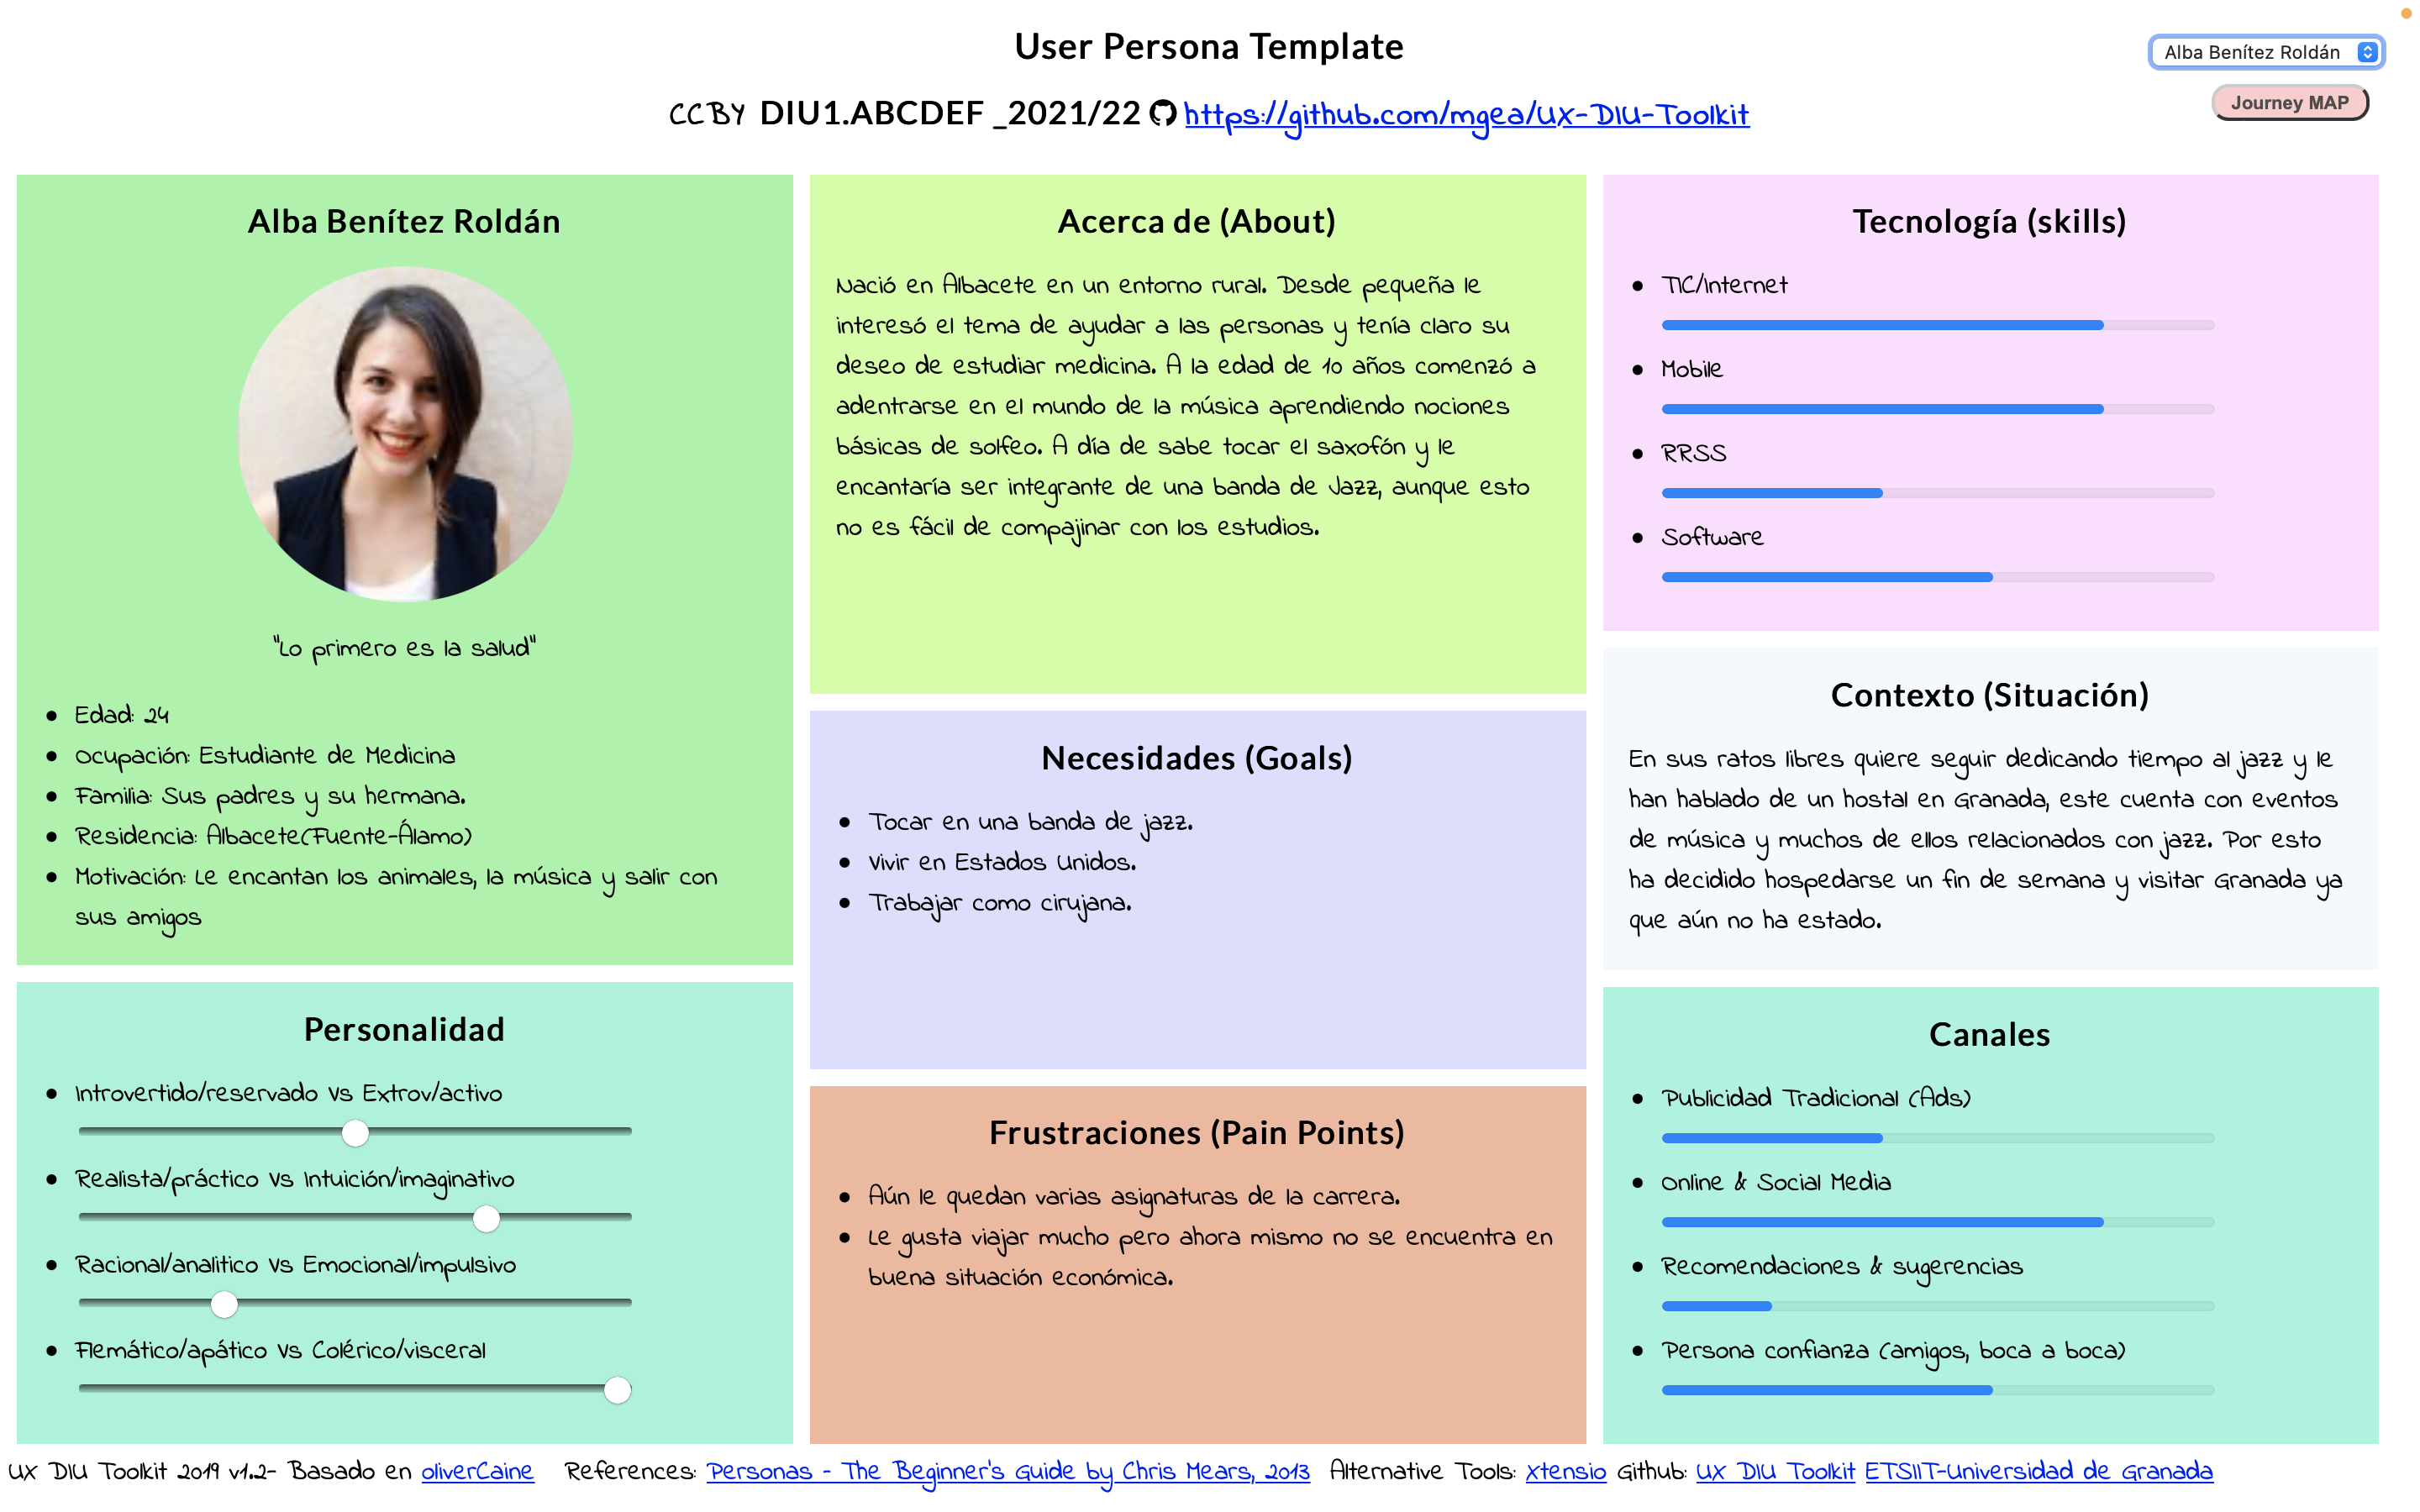 User Persona Template
Alba Benítez Roldán
CCBY DIU1.ABCDEF _2021/22 https://github.com/mgea/UX-DIU-Toolkit
Journey MAP
Alba Benítez Roldán
"Lo primero es la salud"
Edad: 24
Ocupación: Estudiante de Medicina
Familia: Sus padres y su hermana.
Residencia: Albacete(Fuente-Álamo)
Motivación: Le encantan los animales, la música y salir con
sus amigos
Personalidad
Introvertido/reservado Vs Extrov/activo
Realista/práctico Vs Intuición/imaginativo
Racional/analitico Vs Emocional/impulsivo
Flemático/apático Vs Colérico/visceral
Acerca de (About)
Nació en Albacete en un entorno rural. Desde pequeña le
interesó el tema de ayudar a las personas y tenía claro su
deseo de estudiar medicina. A la edad de 10 años comenzó a
adentrarse en el mundo de la música aprendiendo nociones
básicas de solfeo. A día de sabe tocar el saxofón y le
encantaría ser integrante de una banda de Jazz, aunque esto
no es fácil de compajinar con los estudios.
Necesidades (Goals)
Tocar en una banda de jazz.
Vivir en Estados Unidos.
Trabajar como cirujana.
Frustraciones (Pain Points)
Aún le quedan varias asignaturas de la carrera.
Le gusta viajar mucho pero ahora mismo no se encuentra en
buena situación económica.
Tecnología (skills)
TIC/Internet
Mobile
RRSS
Software
Contexto (Situación)
En sus ratos libres quiere seguir dedicando tiempo al jazz y le
han hablado de un hostal en Granada, este cuenta con eventos
de música y muchos de ellos relacionados con jazz. Por esto
ha decidido hospedarse un fin de semana y visitar Granada ya
que aún no ha estado.
Canales
Publicidad Tradicional (Ads)
Online & Social Media
Recomendaciones & sugerencias
Persona confianza (amigos, boca a boca)
UX DIU Toolkit 2019 v1.2- Basado en oliverCaine References: Personas - The Beginner's Guide by Chris Mears, 2013 Alternative Tools: Xtensio Github: UX DIU Toolkit ETSIIT-Universidad de Granada